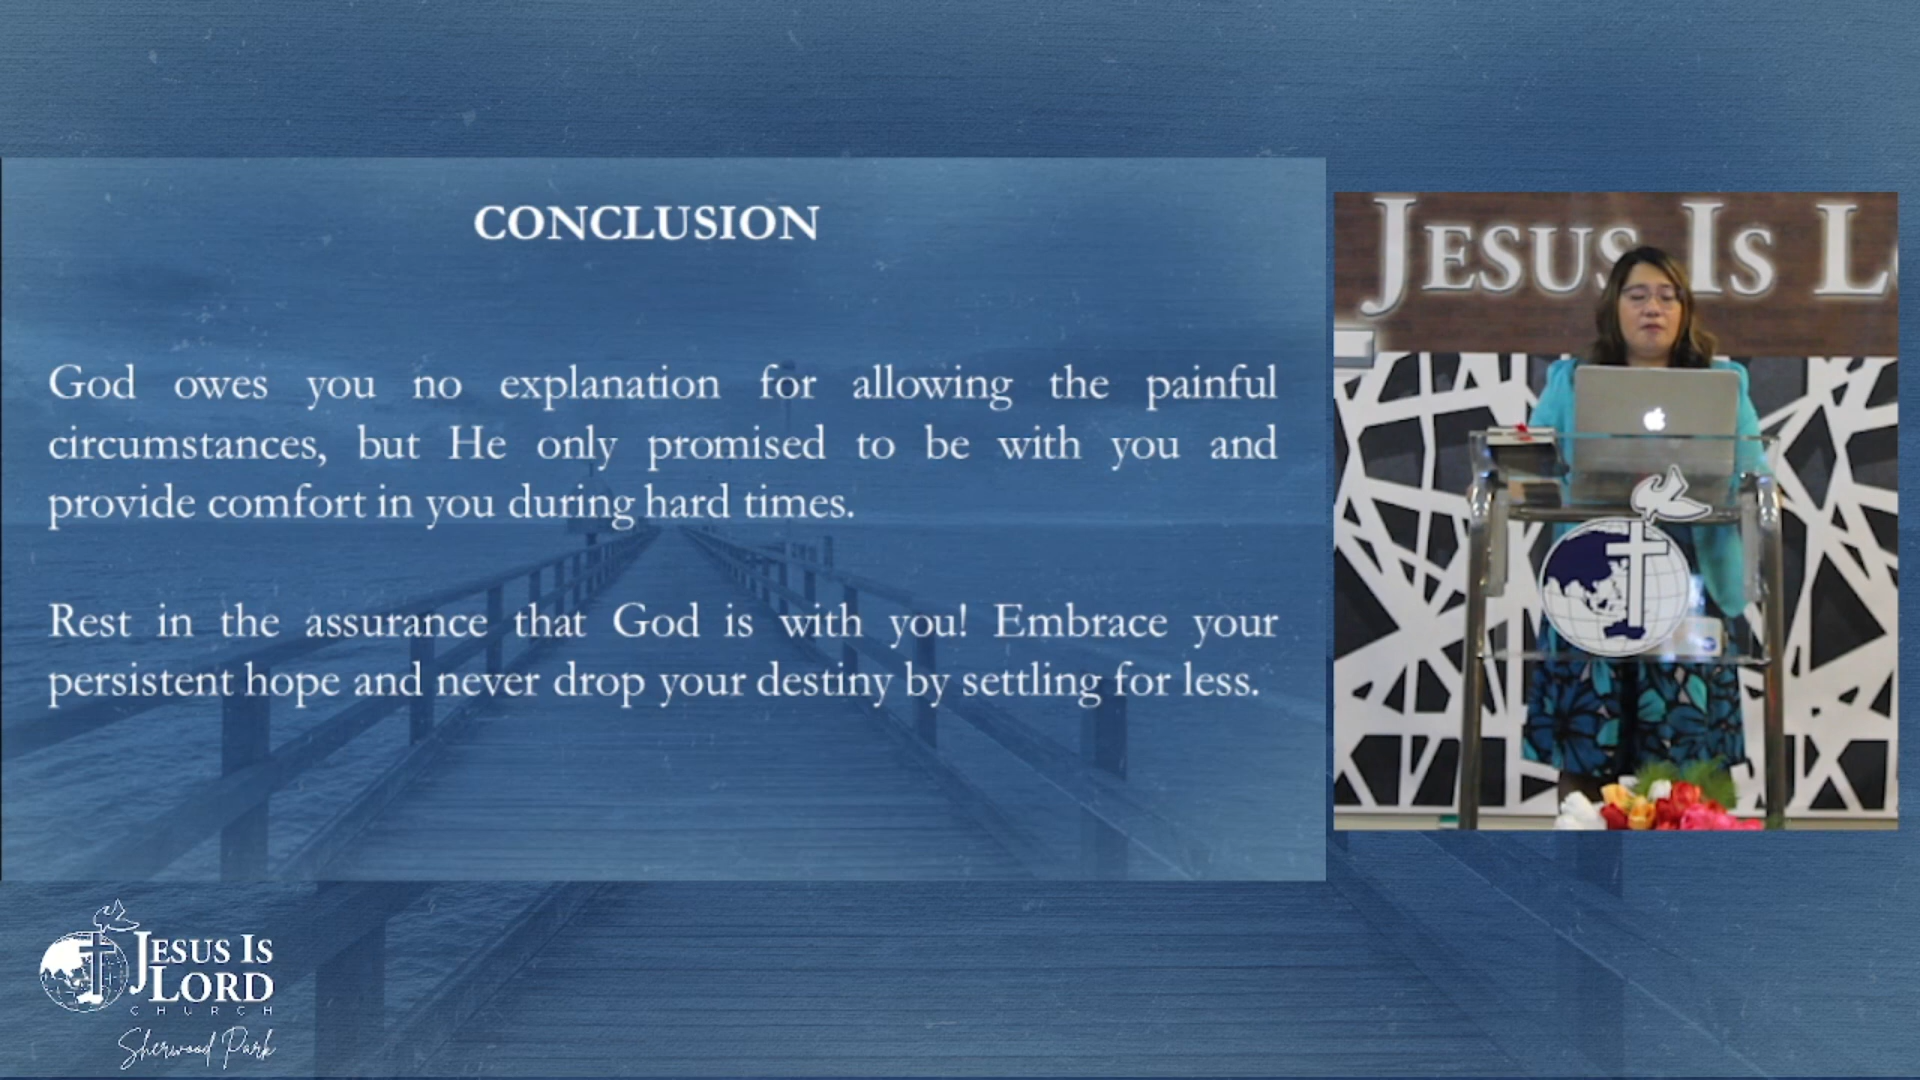 CONCLUSION
God owes you no explanation for allowing the painful
circumstances, but He only promised to be with you and
provide comfort in you during hard times.
Rest in the assurance that God is with you! Embrace your
persistent hope and never drop your destiny by settling for less.
JESUS IS L
JESUS IS
LORD
CHURCH
Sherwood Park